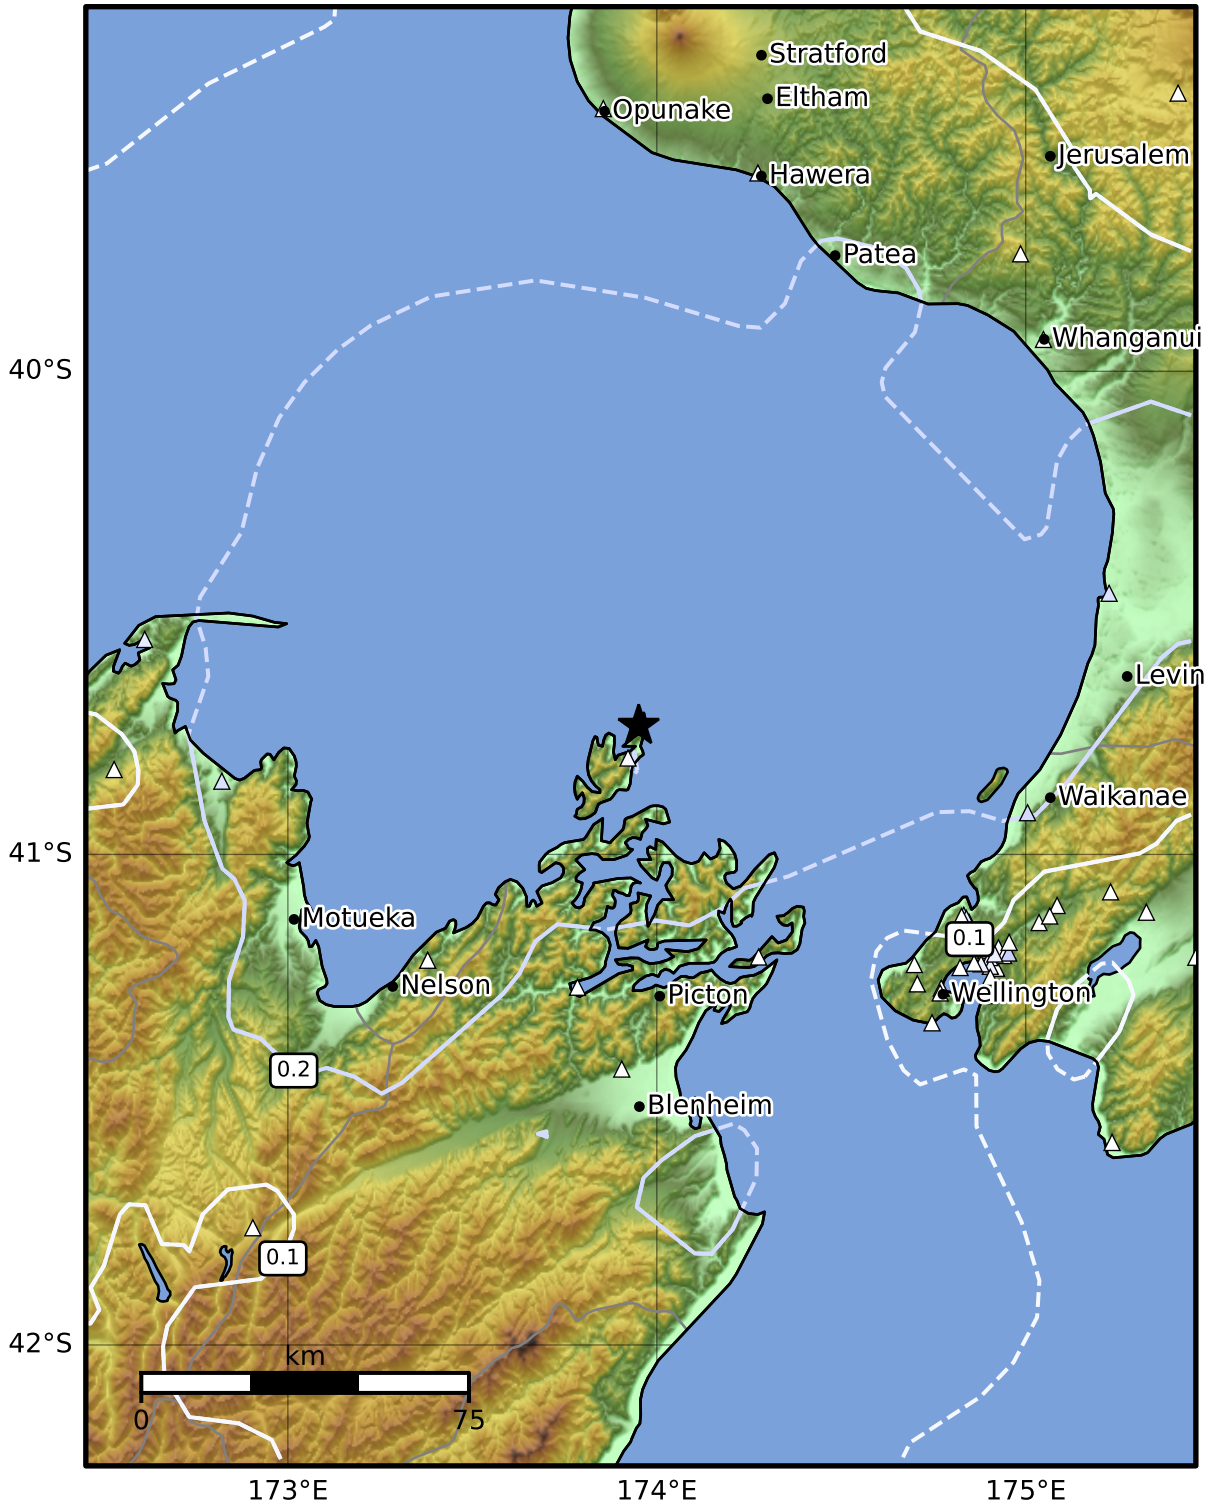 Stratford
Eltham
Opunake
Jerusalem
Hawera
Patea
Whanganui
40°S
Levin
Waikanae
41°S
Motueka
0.1
Nelson
Picton
Wellington
0.2
Blenheim
0.1
42°S
km
0 75
173°E 174°E 175°E